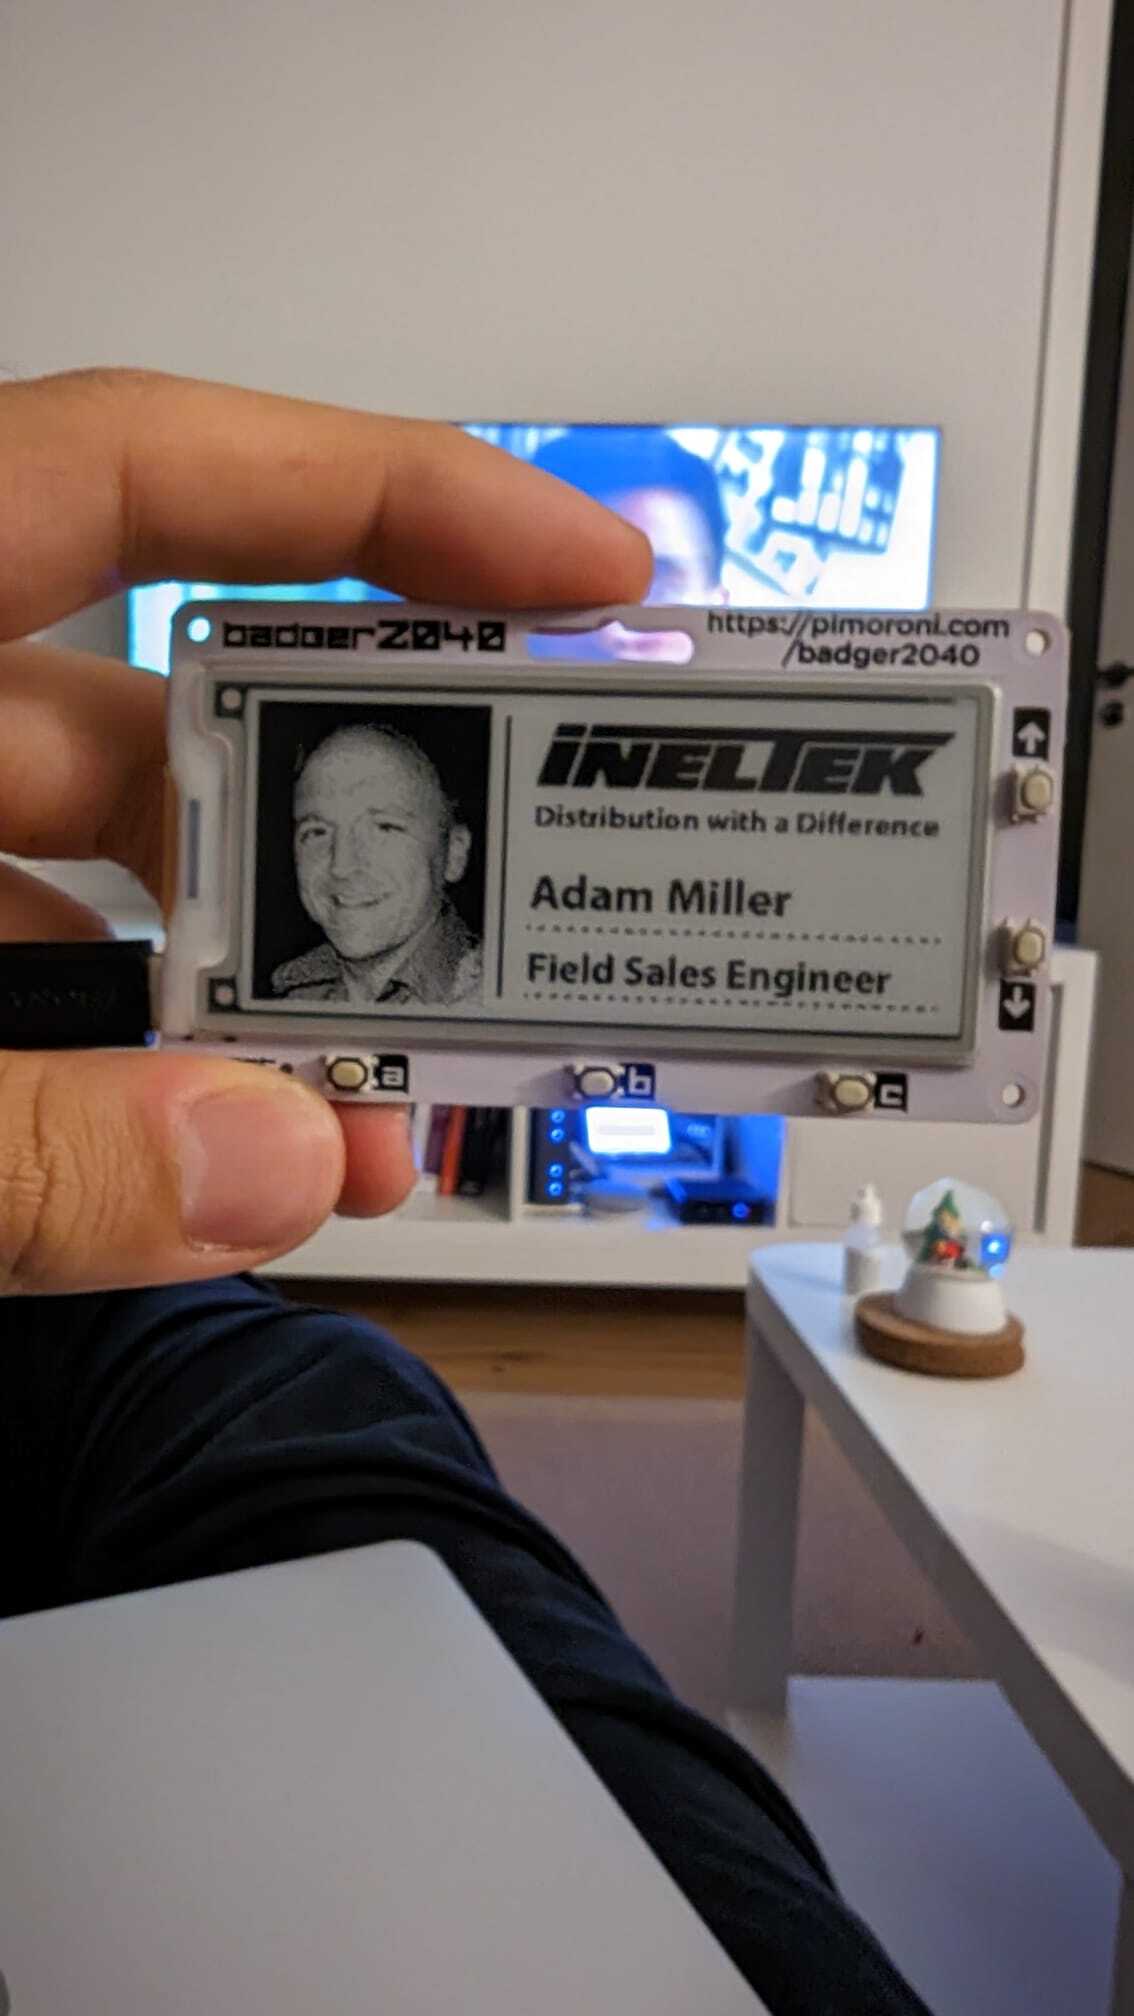 badger2040
https://pimoroni.com
/badger2040
iNELTEK
Distribution with a Difference
Adam Miller
Field Sales Engineer
a
b
c